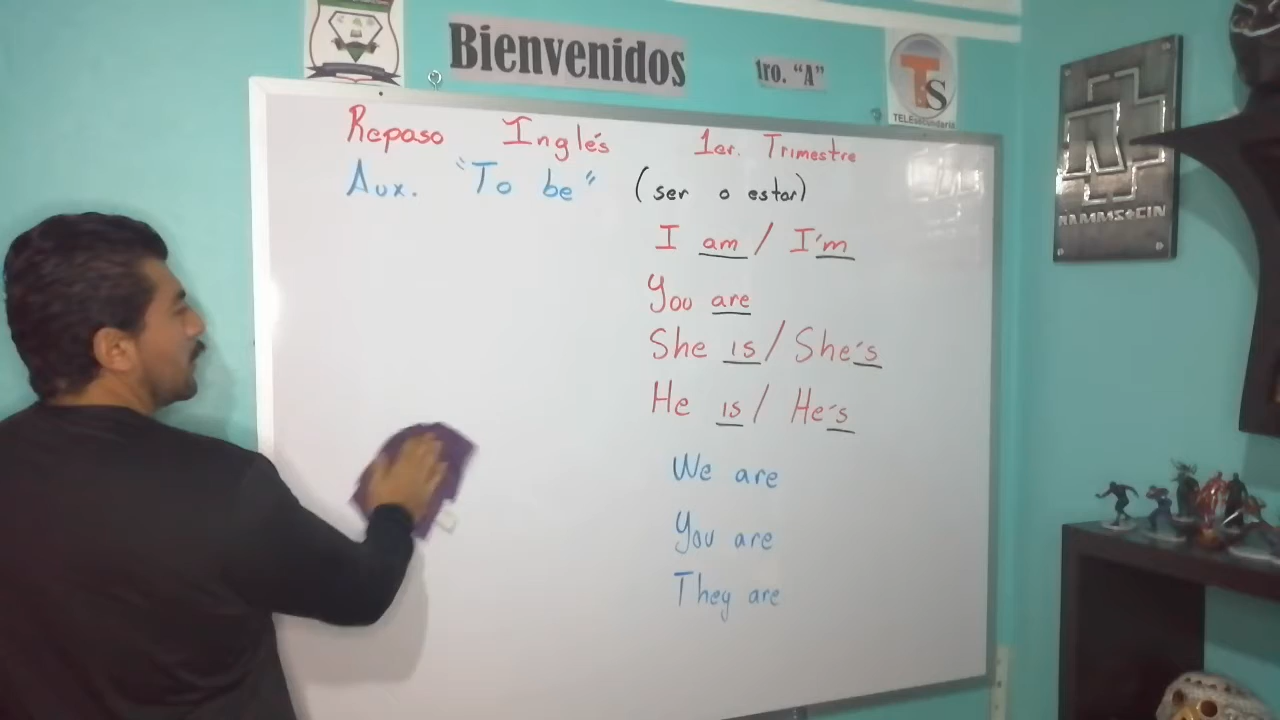 Bienvenidos
1ro. "A"
TS
TELEsecundaria
RAMMSTEIN
Repaso Inglés 1er. Trimestre
Aux. "To be" (ser o estar)
I am / I'm
You are
She is / She's
He is / He's
We are
You are
They are